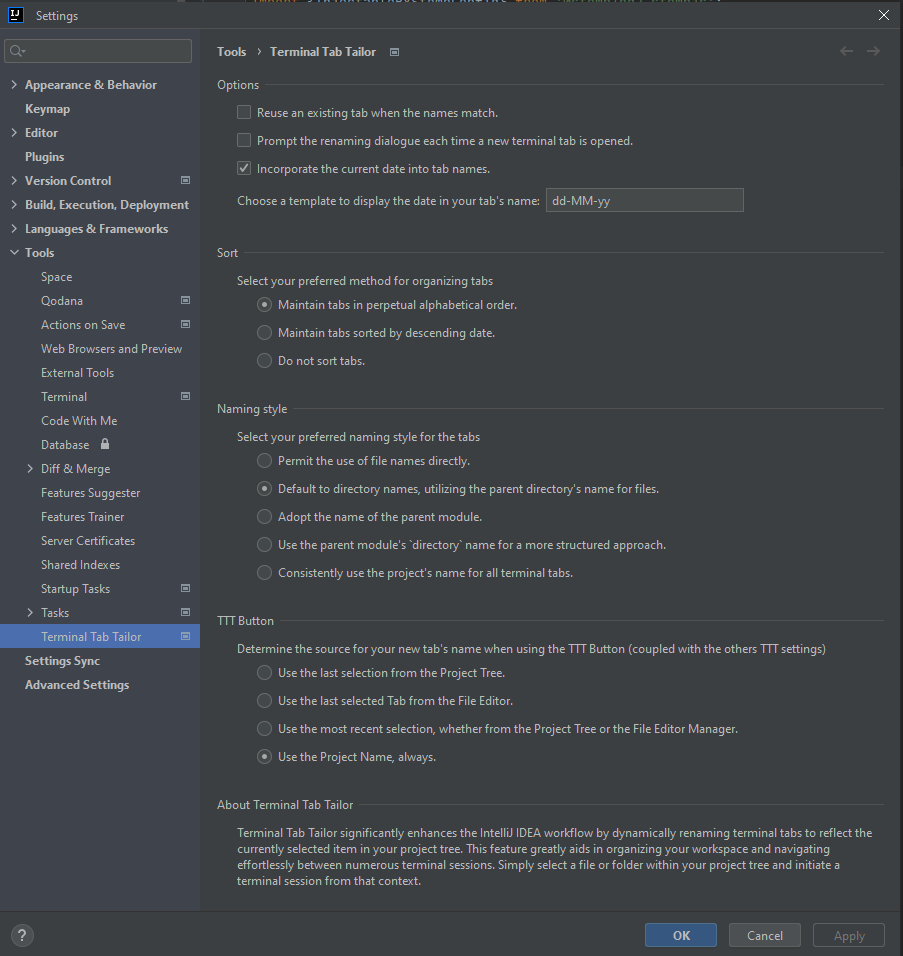 IJ Settings
Appearance & Behavior
Keymap
Editor
Plugins
Version Control
Build, Execution, Deployment
Languages & Frameworks
Tools
Space
Qodana
Actions on Save
Web Browsers and Preview
External Tools
Terminal
Code With Me
Database
Diff & Merge
Features Suggester
Features Trainer
Server Certificates
Shared Indexes
Startup Tasks
Tasks
Terminal Tab Tailor
Settings Sync
Advanced Settings
Tools › Terminal Tab Tailor
Options
Reuse an existing tab when the names match.
Prompt the renaming dialogue each time a new terminal tab is opened.
Incorporate the current date into tab names.
Choose a template to display the date in your tab's name: dd-MM-yy
Sort
Select your preferred method for organizing tabs
Maintain tabs in perpetual alphabetical order.
Maintain tabs sorted by descending date.
Do not sort tabs.
Naming style
Select your preferred naming style for the tabs
Permit the use of file names directly.
Default to directory names, utilizing the parent directory's name for files.
Adopt the name of the parent module.
Use the parent module's `directory` name for a more structured approach.
Consistently use the project's name for all terminal tabs.
TTT Button
Determine the source for your new tab's name when using the TTT Button (coupled with the others TTT settings)
Use the last selection from the Project Tree.
Use the last selected Tab from the File Editor.
Use the most recent selection, whether from the Project Tree or the File Editor Manager.
Use the Project Name, always.
About Terminal Tab Tailor
Terminal Tab Tailor significantly enhances the IntelliJ IDEA workflow by dynamically renaming terminal tabs to reflect the
currently selected item in your project tree. This feature greatly aids in organizing your workspace and navigating
effortlessly between numerous terminal sessions. Simply select a file or folder within your project tree and initiate a
terminal session from that context.
?
OK
Cancel
Apply